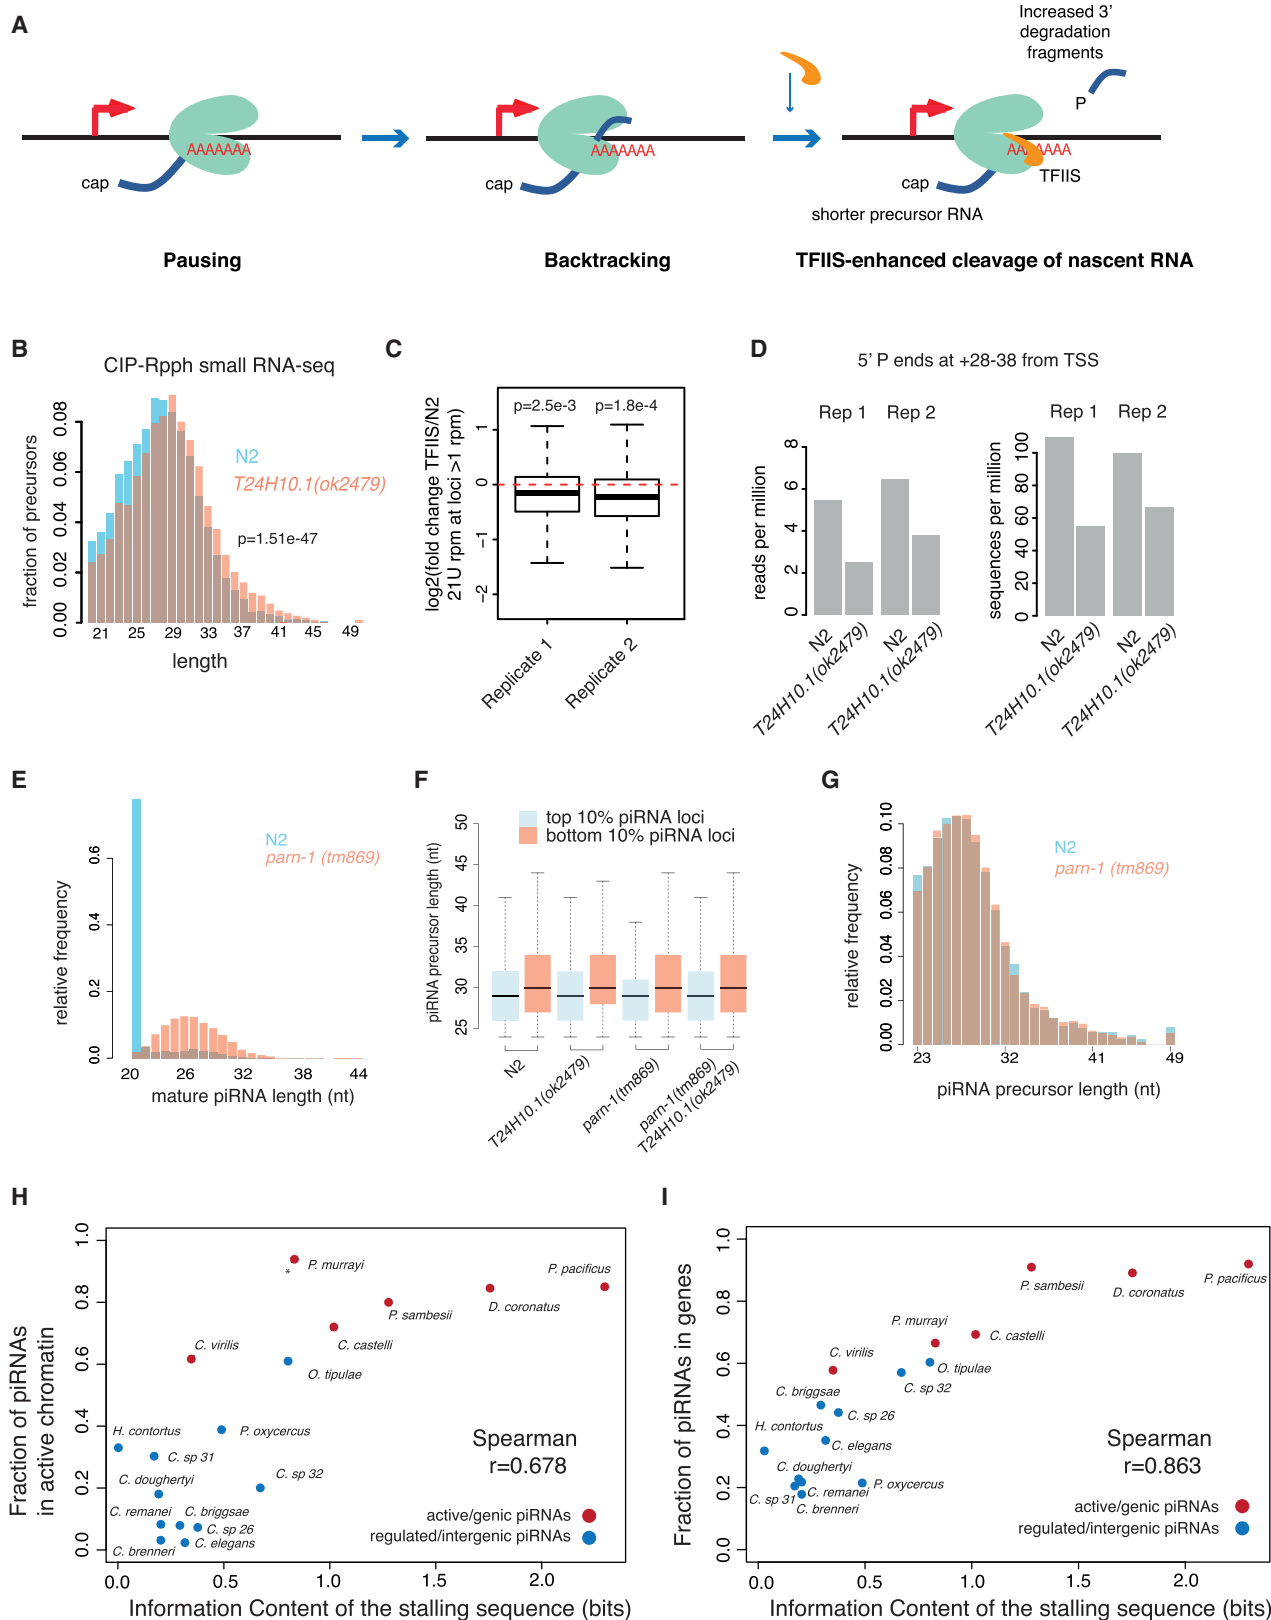 A
Increased 3'
degradation
fragments
P
AAAAAAA
AAAAAAA
AAAAAAA
cap
cap
cap
TFIIS
shorter precursor RNA
Pausing
Backtracking
TFIIS-enhanced cleavage of nascent RNA
B
CIP-Rpph small RNA-seq
fraction of precursors
0.00 0.02 0.04 0.06 0.08
N2
T24H10.1(ok2479)
p=1.51e-47
21 25 29 33 37 41 45 49
length
C
log2(fold change TFIIS/N2
21U rpm at loci >1 rpm)
p=2.5e-3 p=1.8e-4
1
0
−1
−2
Replicate 1
Replicate 2
D
5' P ends at +28-38 from TSS
Rep 1 Rep 2
reads per million
0 2 4 6 8
N2
T24H10.1(ok2479)
N2
T24H10.1(ok2479)
Rep 1 Rep 2
sequences per million
0 20 40 60 80 100
N2
T24H10.1(ok2479)
N2
T24H10.1(ok2479)
E
relative frequency
0.0 0.2 0.4 0.6
N2
parn-1 (tm869)
20 26 32 38 44
mature piRNA length (nt)
F
top 10% piRNA loci
bottom 10% piRNA loci
piRNA precursor length (nt)
25 30 35 40 45 50
N2
T24H10.1(ok2479)
parn-1(tm869)
parn-1(tm869)
T24H10.1(ok2479)
G
relative frequency
0.00 0.02 0.04 0.06 0.08 0.10
N2
parn-1 (tm869)
23 32 41 49
piRNA precursor length (nt)
H
Fraction of piRNAs
in active chromatin
0.0 0.2 0.4 0.6 0.8 1.0
P. murrayi
*
P. pacificus
D. coronatus
P. sambesii
C. castelli
C. virilis
O. tipulae
H. contortus
P. oxycercus
C. sp 31
C. sp 32
C. doughertyi
C. remanei
C. briggsae
C. sp 26
C. elegans
C. brenneri
Spearman
r=0.678
active/genic piRNAs
regulated/intergenic piRNAs
0.0 0.5 1.0 1.5 2.0
Information Content of the stalling sequence (bits)
I
Fraction of piRNAs in genes
0.0 0.2 0.4 0.6 0.8 1.0
P. sambesii
D. coronatus
P. pacificus
P. murrayi
C. castelli
C. virilis
O. tipulae
C. sp 32
C. briggsae
C. sp 26
H. contortus
C. elegans
C. doughertyi
P. oxycercus
C. sp 31
C. remanei
C. brenneri
Spearman
r=0.863
active/genic piRNAs
regulated/intergenic piRNAs
0.0 0.5 1.0 1.5 2.0
Information Content of the stalling sequence (bits)